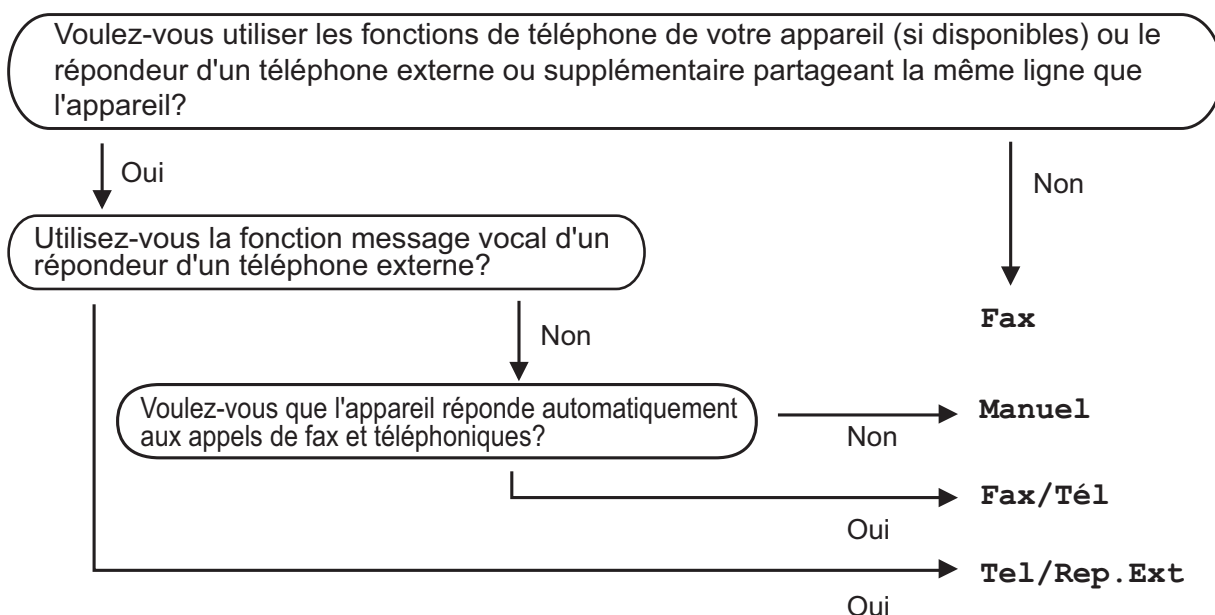 Voulez-vous utiliser les fonctions de téléphone de votre appareil (si disponibles) ou le
répondeur d'un téléphone externe ou supplémentaire partageant la même ligne que
l'appareil?
Oui
Non
Utilisez-vous la fonction message vocal d'un
répondeur d'un téléphone externe?
Non
Fax
Voulez-vous que l'appareil réponde automatiquement
aux appels de fax et téléphoniques?
Non
Manuel
Oui
Fax/Tél
Oui
Tel/Rep.Ext